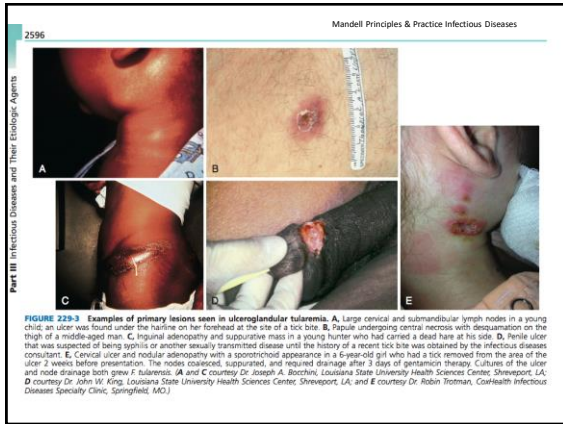 Mandell Principles & Practice Infectious Diseases
2596
Part III Infectious Diseases and Their Etiologic Agents
A
B
C
D
E
FIGURE 229-3 Examples of primary lesions seen in ulceroglandular tularemia. A, Large cervical and submandibular lymph nodes in a young
child; an ulcer was found under the hairline on her forehead at the site of a tick bite. B, Papule undergoing central necrosis with desquamation on the
thigh of a middle-aged man. C, Inguinal adenopathy and suppurative mass in a young hunter who had carried a dead hare at his side. D, Penile ulcer
that was suspected of being syphilis or another sexually transmitted disease until the history of a recent tick bite was obtained by the infectious diseases
consultant. E, Cervical ulcer and nodular adenopathy with a sporotrichoid appearance in a 6-year-old girl who had a tick removed from the area of the
ulcer 2 weeks before presentation. The nodes coalesced, suppurated, and required drainage after 3 days of gentamicin therapy. Cultures of the ulcer
and node drainage both grew F. tularensis. (A and C courtesy Dr. Joseph A. Bocchini, Louisiana State University Health Sciences Center, Shreveport, LA;
D courtesy Dr. John W. King, Louisiana State University Health Sciences Center, Shreveport, LA; and E courtesy Dr. Robin Trotman, CoxHealth Infectious
Diseases Specialty Clinic, Springfield, MO.)